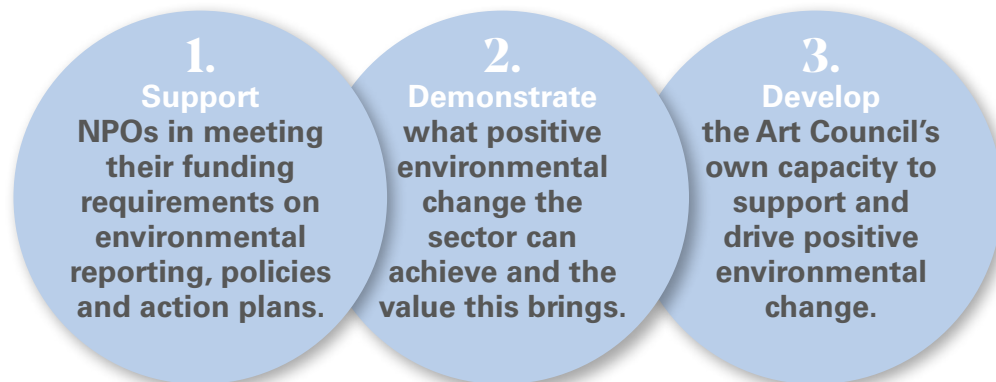 1.
Support
NPOs in meeting
their funding
requirements on
environmental
reporting, policies
and action plans.
2.
Demonstrate
what positive
environmental
change the
sector can
achieve and the
value this brings.
3.
Develop
the Art Council's
own capacity to
support and
drive positive
environmental
change.